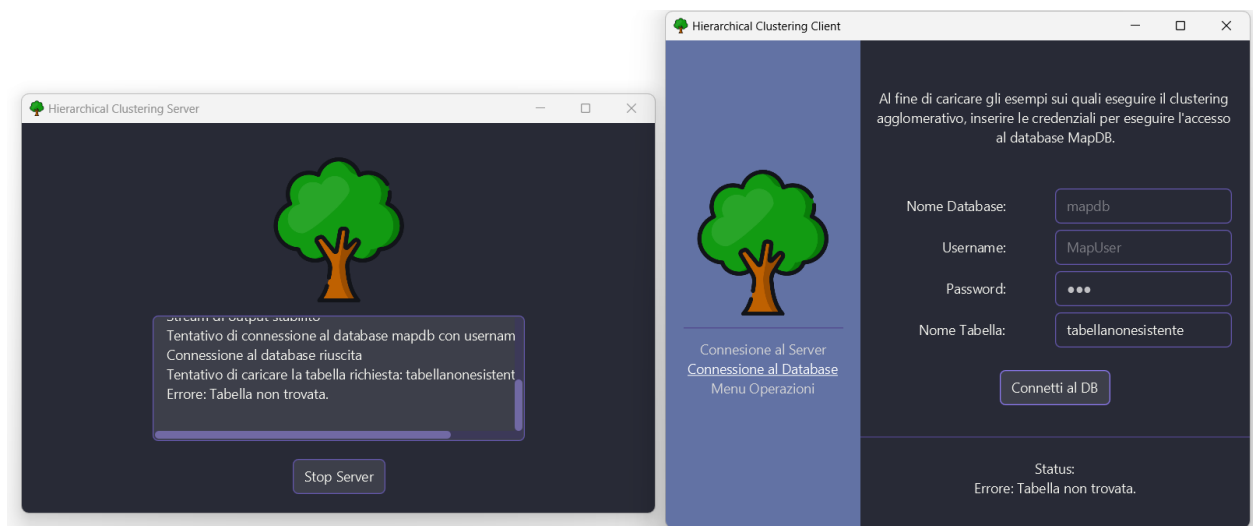 Hierarchical Clustering Server
Stream di output stabilito
Tentativo di connessione al database mapdb con usernam
Connessione al database riuscita
Tentativo di caricare la tabella richiesta: tabellanonesistent
Errore: Tabella non trovata.
Stop Server
Hierarchical Clustering Client
Connesione al Server
Connessione al Database
Menu Operazioni
Al fine di caricare gli esempi sui quali eseguire il clustering
agglomerativo, inserire le credenziali per eseguire l'accesso
al database MapDB.
Nome Database: mapdb
Username: MapUser
Password: ●●●
Nome Tabella: tabellanonesistente
Connetti al DB
Status:
Errore: Tabella non trovata.